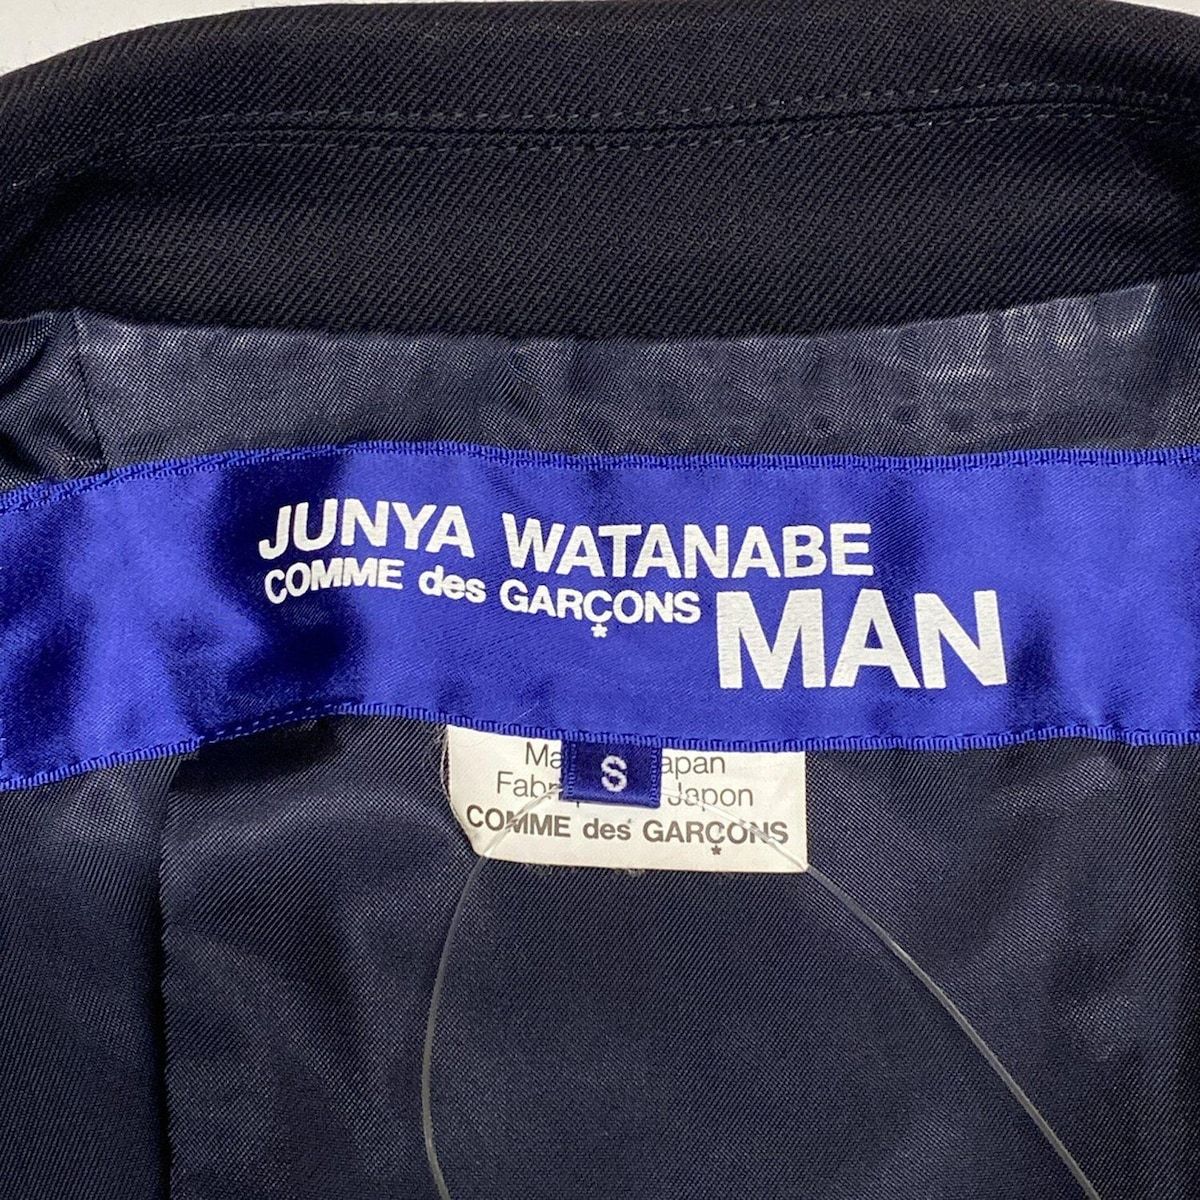 JUNYA WATANABE
COMME des GARÇONS
MAN
S
COMME des GARÇONS